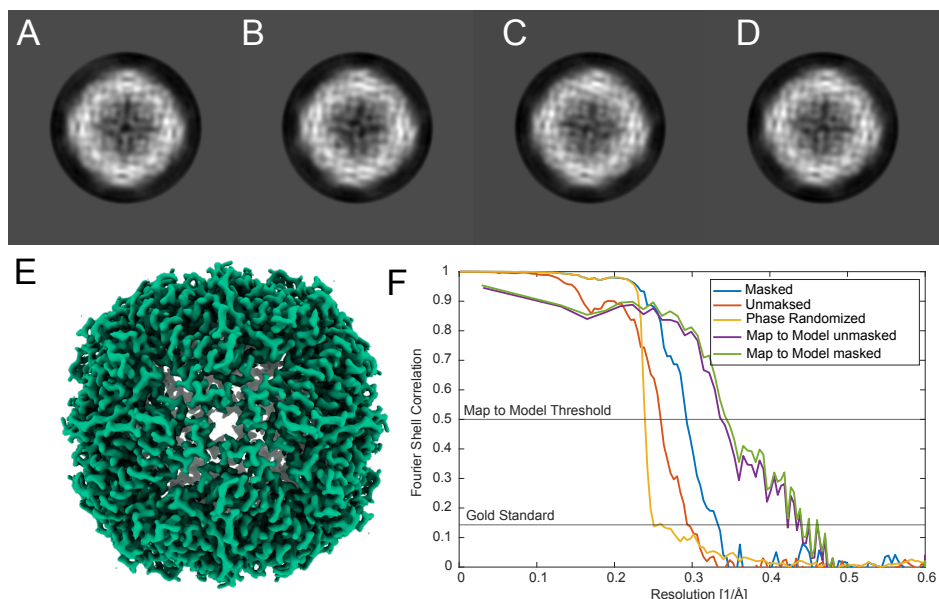 A
B
C
D
E
F
Masked
Unmaksed
Phase Randomized
Map to Model unmasked
Map to Model masked
Map to Model Threshold
Gold Standard
Fourier Shell Correlation
1
0.9
0.8
0.7
0.6
0.5
0.4
0.3
0.2
0.1
0
0 0.1 0.2 0.3 0.4 0.5 0.6
Resolution [1/Å]